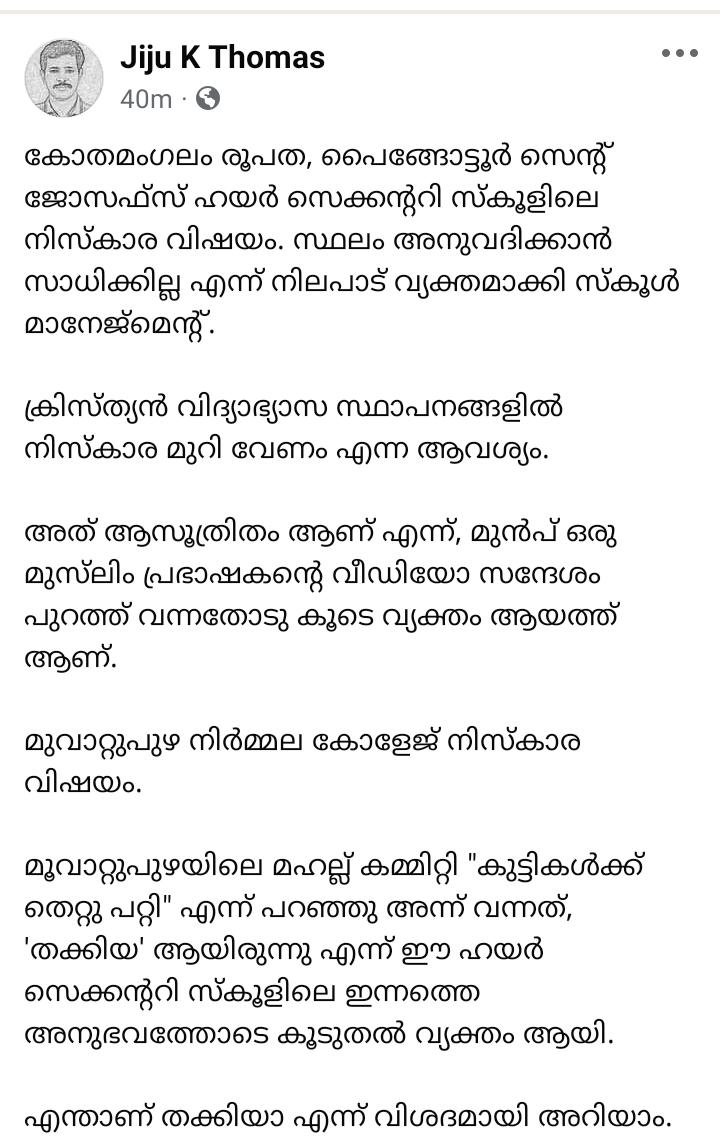 Jiju K Thomas
40m ·
കോതമംഗലം രൂപത, പൈങ്ങോട്ടൂർ സെന്റ്
ജോസഫ്സ് ഹയർ സെക്കന്ററി സ്കൂളിലെ
നിസ്കാര വിഷയം. സ്ഥലം അനുവദിക്കാൻ
സാധിക്കില്ല എന്ന് നിലപാട് വ്യക്തമാക്കി സ്കൂൾ
മാനേജ്മെന്റ്.
ക്രിസ്ത്യൻ വിദ്യാഭ്യാസ സ്ഥാപനങ്ങളിൽ
നിസ്കാര മുറി വേണം എന്ന ആവശ്യം.
അത് ആസൂത്രിതം ആണ് എന്ന്, മുൻപ് ഒരു
മുസ്‌ലിം പ്രഭാഷകന്റെ വീഡിയോ സന്ദേശം
പുറത്ത് വന്നതോടു കൂടെ വ്യക്തം ആയത്ത്
ആണ്.
മുവാറ്റുപുഴ നിർമ്മല കോളേജ് നിസ്കാര
വിഷയം.
മൂവാറ്റുപുഴയിലെ മഹല്ല് കമ്മിറ്റി "കുട്ടികൾക്ക്
തെറ്റു പറ്റി" എന്ന് പറഞ്ഞു അന്ന് വന്നത്,
'തക്കിയ' ആയിരുന്നു എന്ന് ഈ ഹയർ
സെക്കന്ററി സ്കൂളിലെ ഇന്നത്തെ
അനുഭവത്തോടെ കൂടുതൽ വ്യക്തം ആയി.
എന്താണ് തക്കിയാ എന്ന് വിശദമായി അറിയാം.